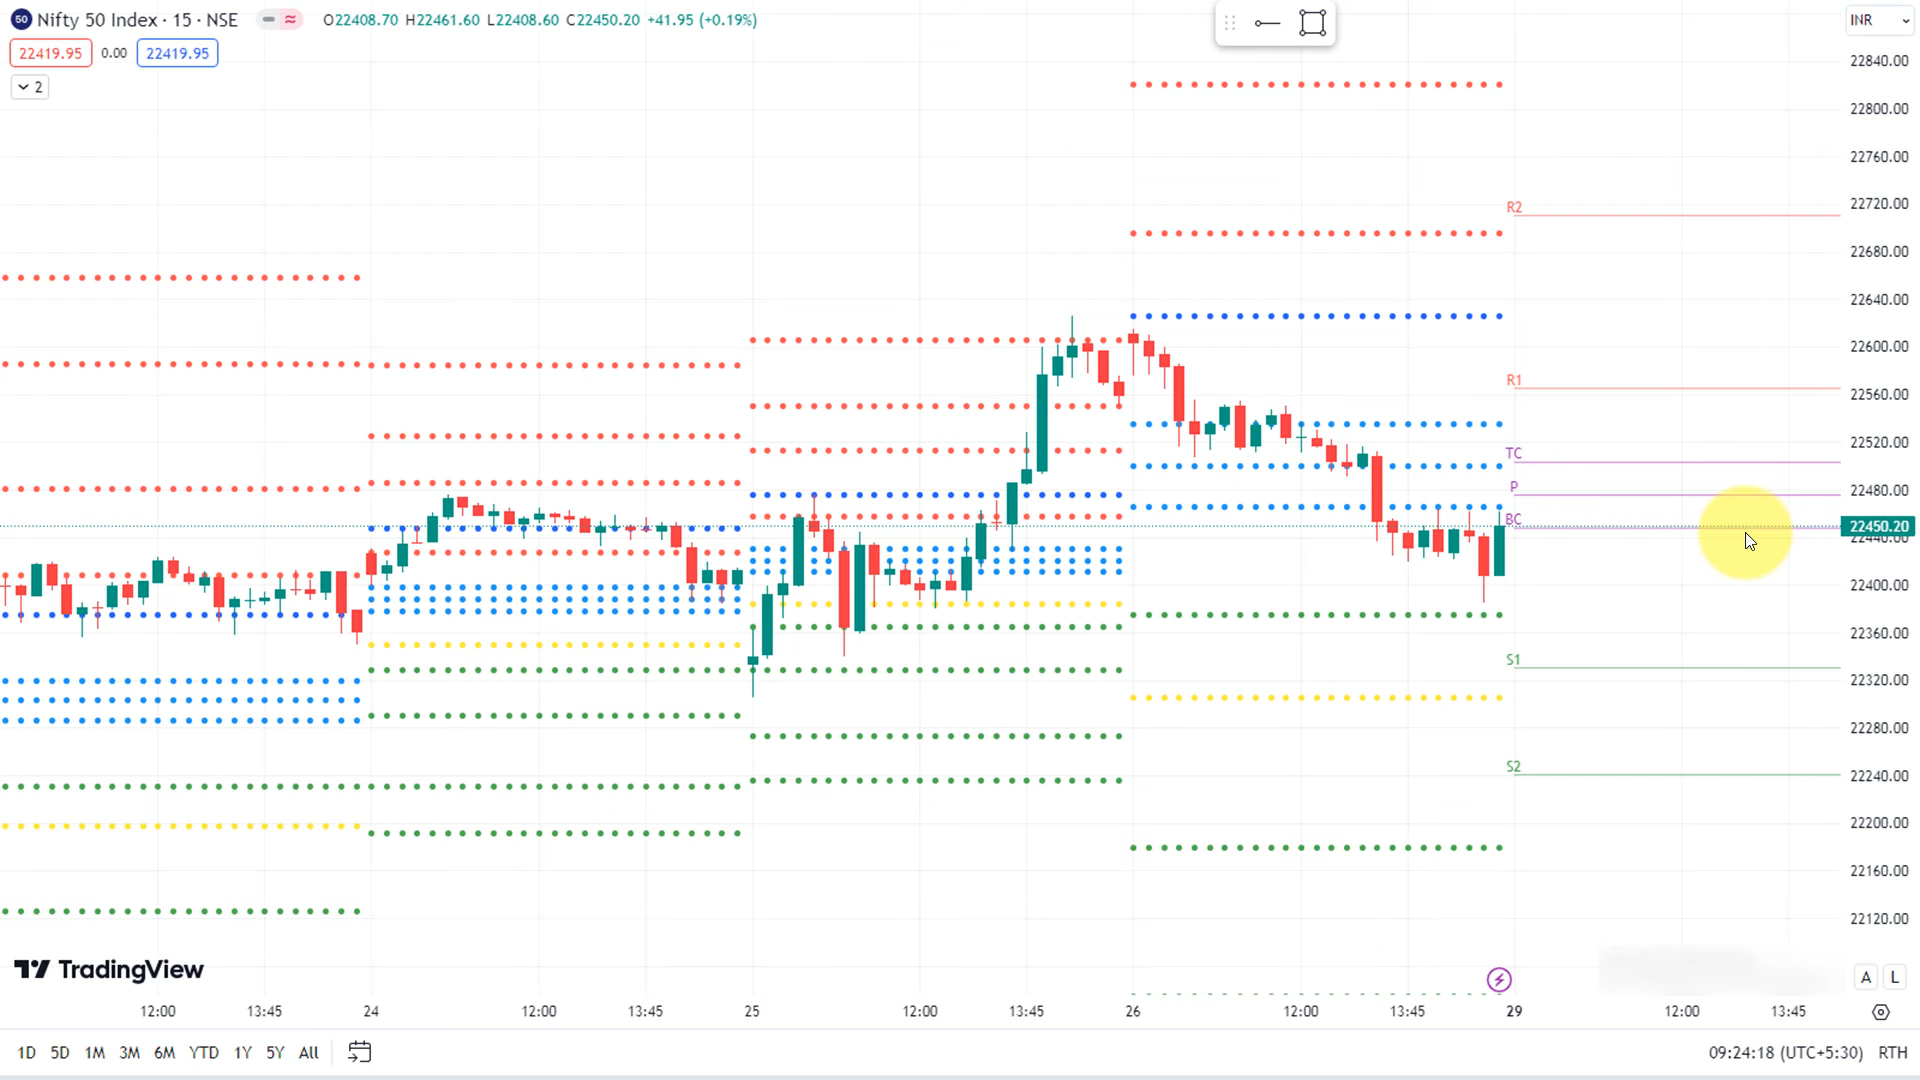 50 Nifty 50 Index · 15 · NSE O22408.70 H22461.60 L22408.60 C22450.20 +41.95 (+0.19%)
INR
22419.95 0.00 22419.95
2
22840.00
22800.00
22760.00
22720.00
22680.00
22640.00
22600.00
22560.00
22520.00
22480.00
22450.20
22440.00
22400.00
22360.00
22320.00
22280.00
22240.00
22200.00
22160.00
22120.00
R2
R1
TC
P
BC
S1
S2
TradingView
A L
12:00 13:45 24 12:00 13:45 25 12:00 13:45 26 12:00 13:45 29 12:00 13:45
1D 5D 1M 3M 6M YTD 1Y 5Y All 09:24:18 (UTC+5:30) RTH